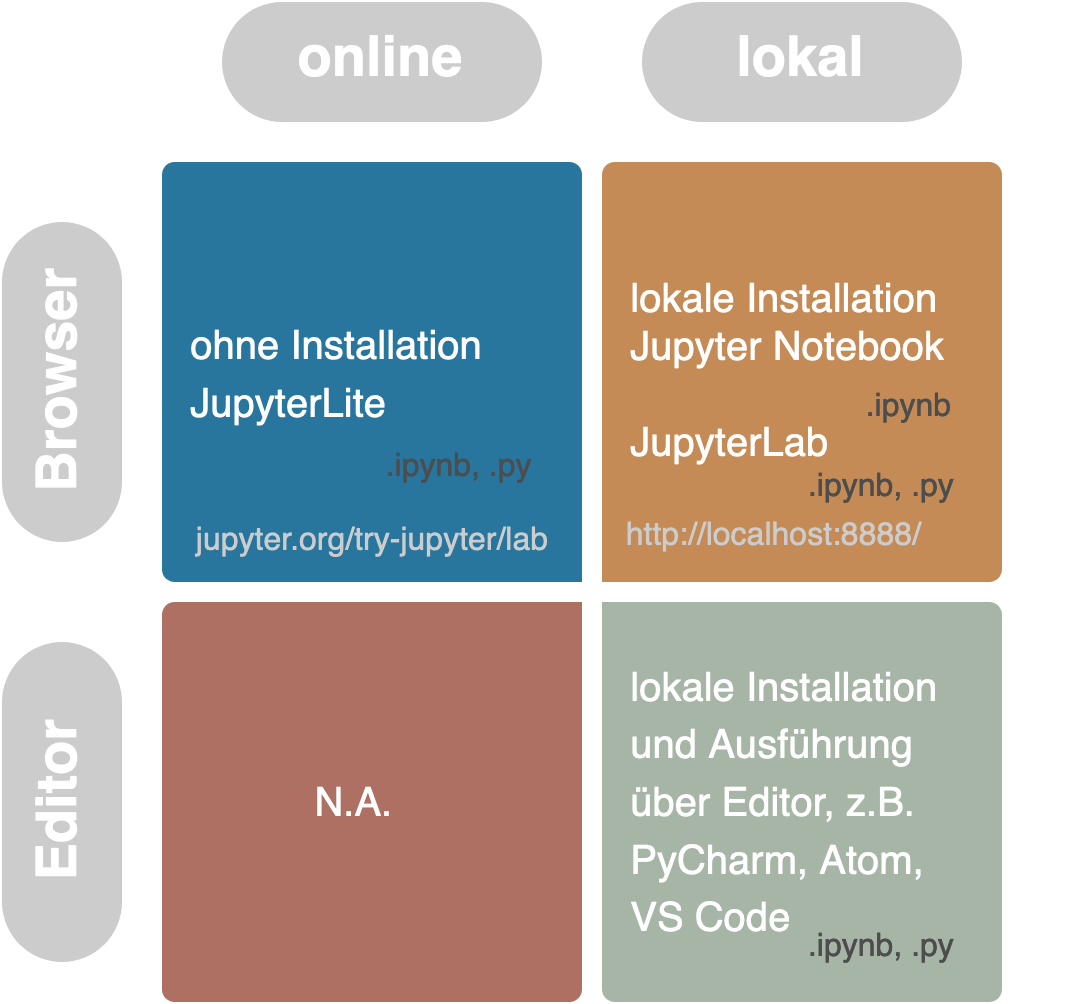 online
lokal
Browser
ohne Installation
JupyterLite
.ipynb, .py
jupyter.org/try-jupyter/lab
lokale Installation
Jupyter Notebook
.ipynb
JupyterLab
.ipynb, .py
http://localhost:8888/
Editor
N.A.
lokale Installation
und Ausführung
über Editor, z.B.
PyCharm, Atom,
VS Code
.ipynb, .py